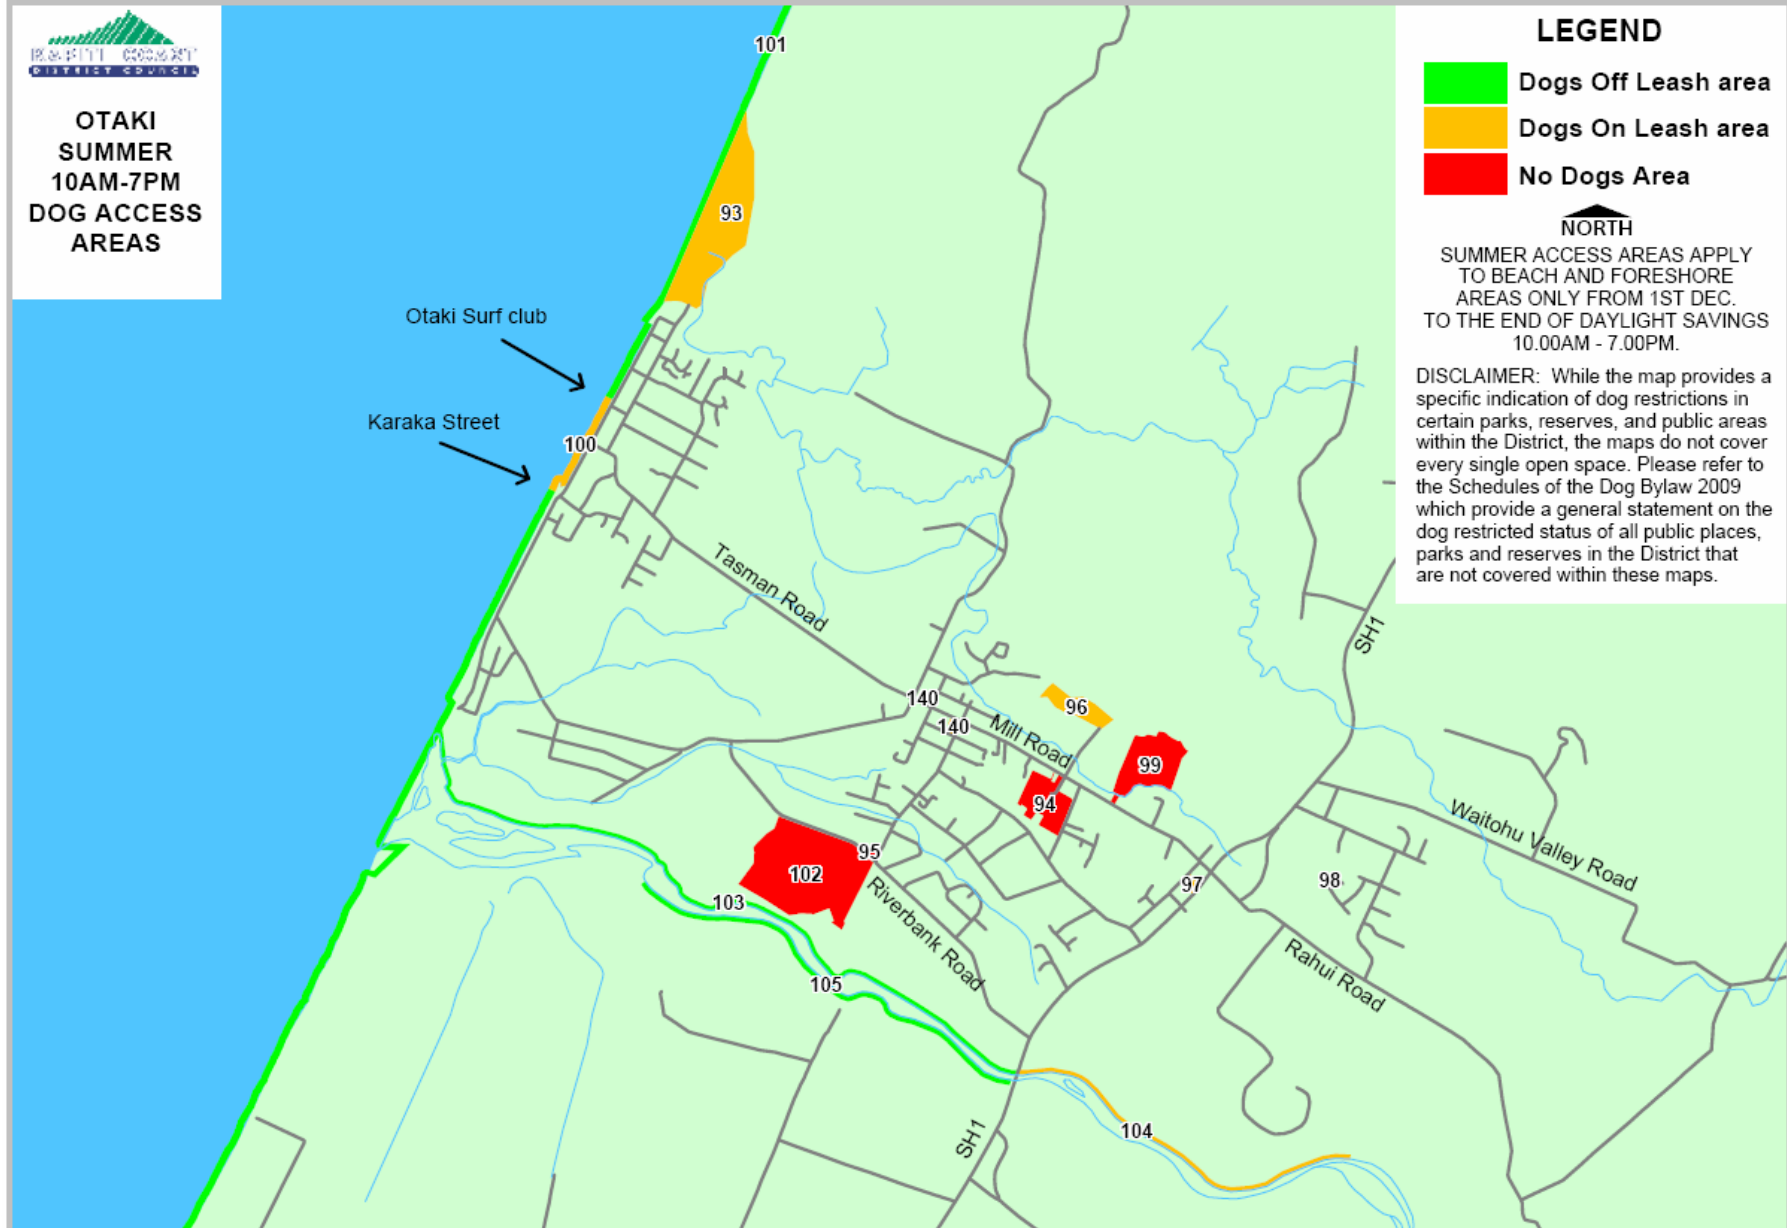 KAPITI COAST
DISTRICT COUNCIL
OTAKI
SUMMER
10AM-7PM
DOG ACCESS
AREAS
LEGEND
Dogs Off Leash area
Dogs On Leash area
No Dogs Area
NORTH
SUMMER ACCESS AREAS APPLY
TO BEACH AND FORESHORE
AREAS ONLY FROM 1ST DEC.
TO THE END OF DAYLIGHT SAVINGS
10.00AM - 7.00PM.
DISCLAIMER: While the map provides a
specific indication of dog restrictions in
certain parks, reserves, and public areas
within the District, the maps do not cover
every single open space. Please refer to
the Schedules of the Dog Bylaw 2009
which provide a general statement on the
dog restricted status of all public places,
parks and reserves in the District that
are not covered within these maps.
101
93
Otaki Surf club
Karaka Street
100
Tasman Road
SH1
140
140
96
Mill Road
99
94
Waitohu Valley Road
95
102
97
98
103
Riverbank Road
Rahui Road
105
104
SH1